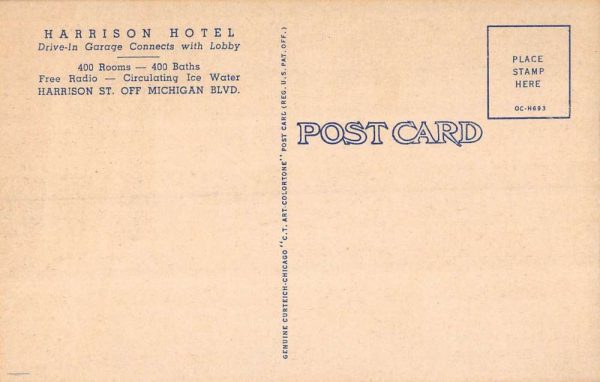 HARRISON HOTEL
Drive-In Garage Connects with Lobby
400 Rooms — 400 Baths
Free Radio — Circulating Ice Water
HARRISON ST. OFF MICHIGAN BLVD.
GENUINE CURTEICH-CHICAGO "C.T. ART-COLORTONE" POST CARD (REG. U.S. PAT. OFF.)
POST CARD
PLACE
STAMP
HERE
OC-H693